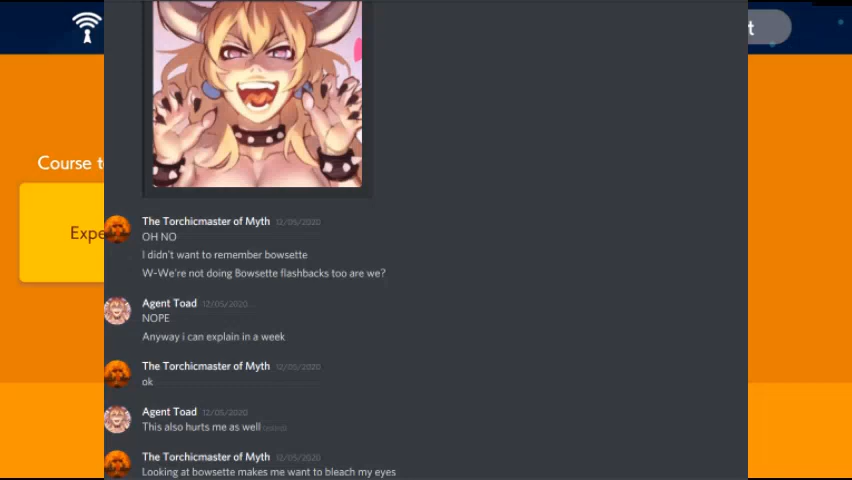 t
Course t
Expe
The Torchicmaster of Myth 12/05/2020
OH NO
I didn't want to remember bowsette
W-We're not doing Bowsette flashbacks too are we?
Agent Toad 12/05/2020
NOPE
Anyway i can explain in a week
The Torchicmaster of Myth 12/05/2020
ok
Agent Toad 12/05/2020
This also hurts me as well (edited)
The Torchicmaster of Myth 12/05/2020
Looking at bowsette makes me want to bleach my eyes